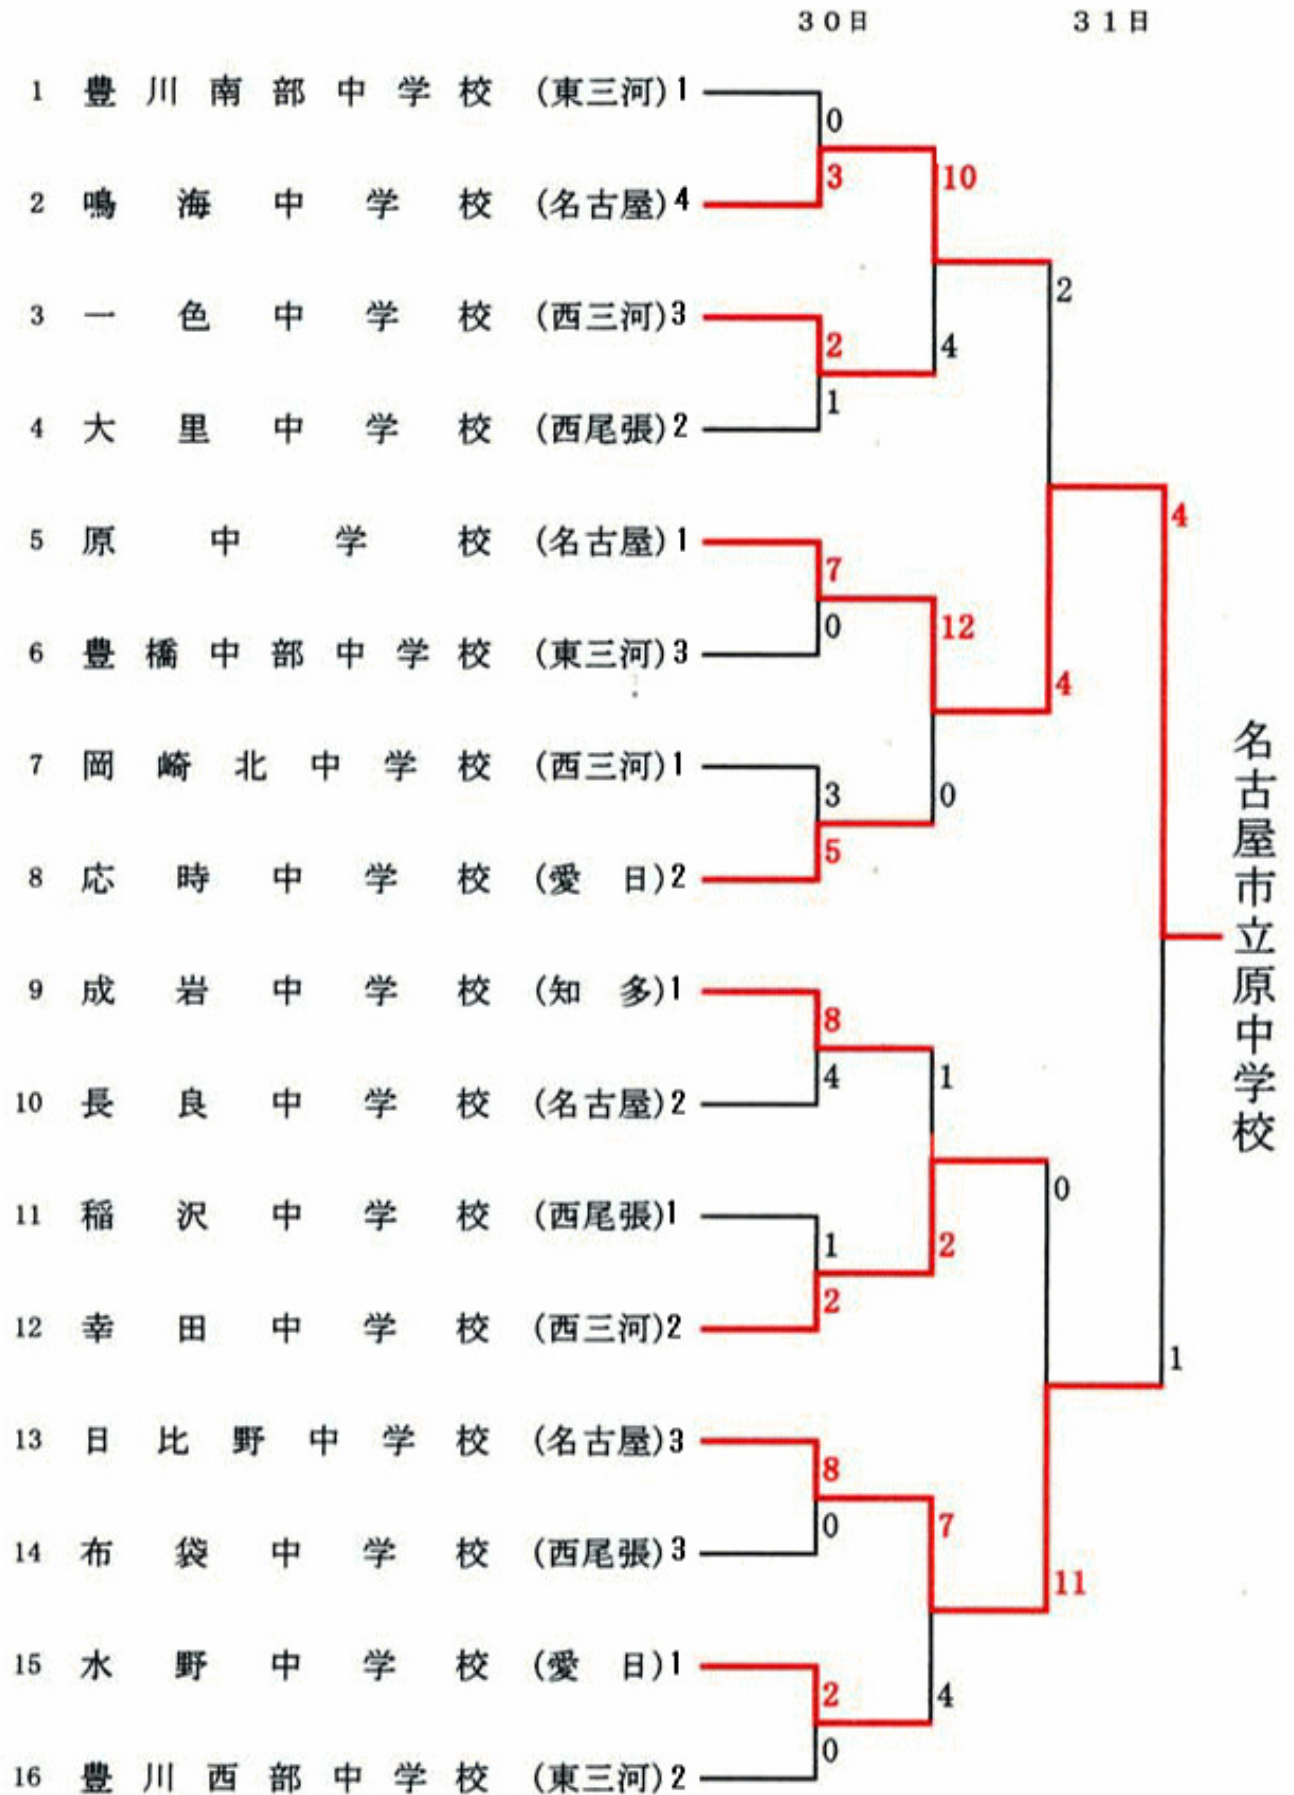 30日 31日
1 豊川南部中学校 (東三河)1
0
3
10
2 鳴海中学校 (名古屋)4
2
3 一色中学校 (西三河)3
2
4
1
4 大里中学校 (西尾張)2
4
5 原中学校 (名古屋)1
7
0
12
6 豊橋中部中学校 (東三河)3
4
7 岡崎北中学校 (西三河)1
3
0
5
8 応時中学校 (愛日)2
名古屋市立原中学校
9 成岩中学校 (知多)1
8
4
1
10 長良中学校 (名古屋)2
0
11 稲沢中学校 (西尾張)1
1
2
2
12 幸田中学校 (西三河)2
1
13 日比野中学校 (名古屋)3
8
0
7
14 布袋中学校 (西尾張)3
11
15 水野中学校 (愛日)1
2
4
0
16 豊川西部中学校 (東三河)2